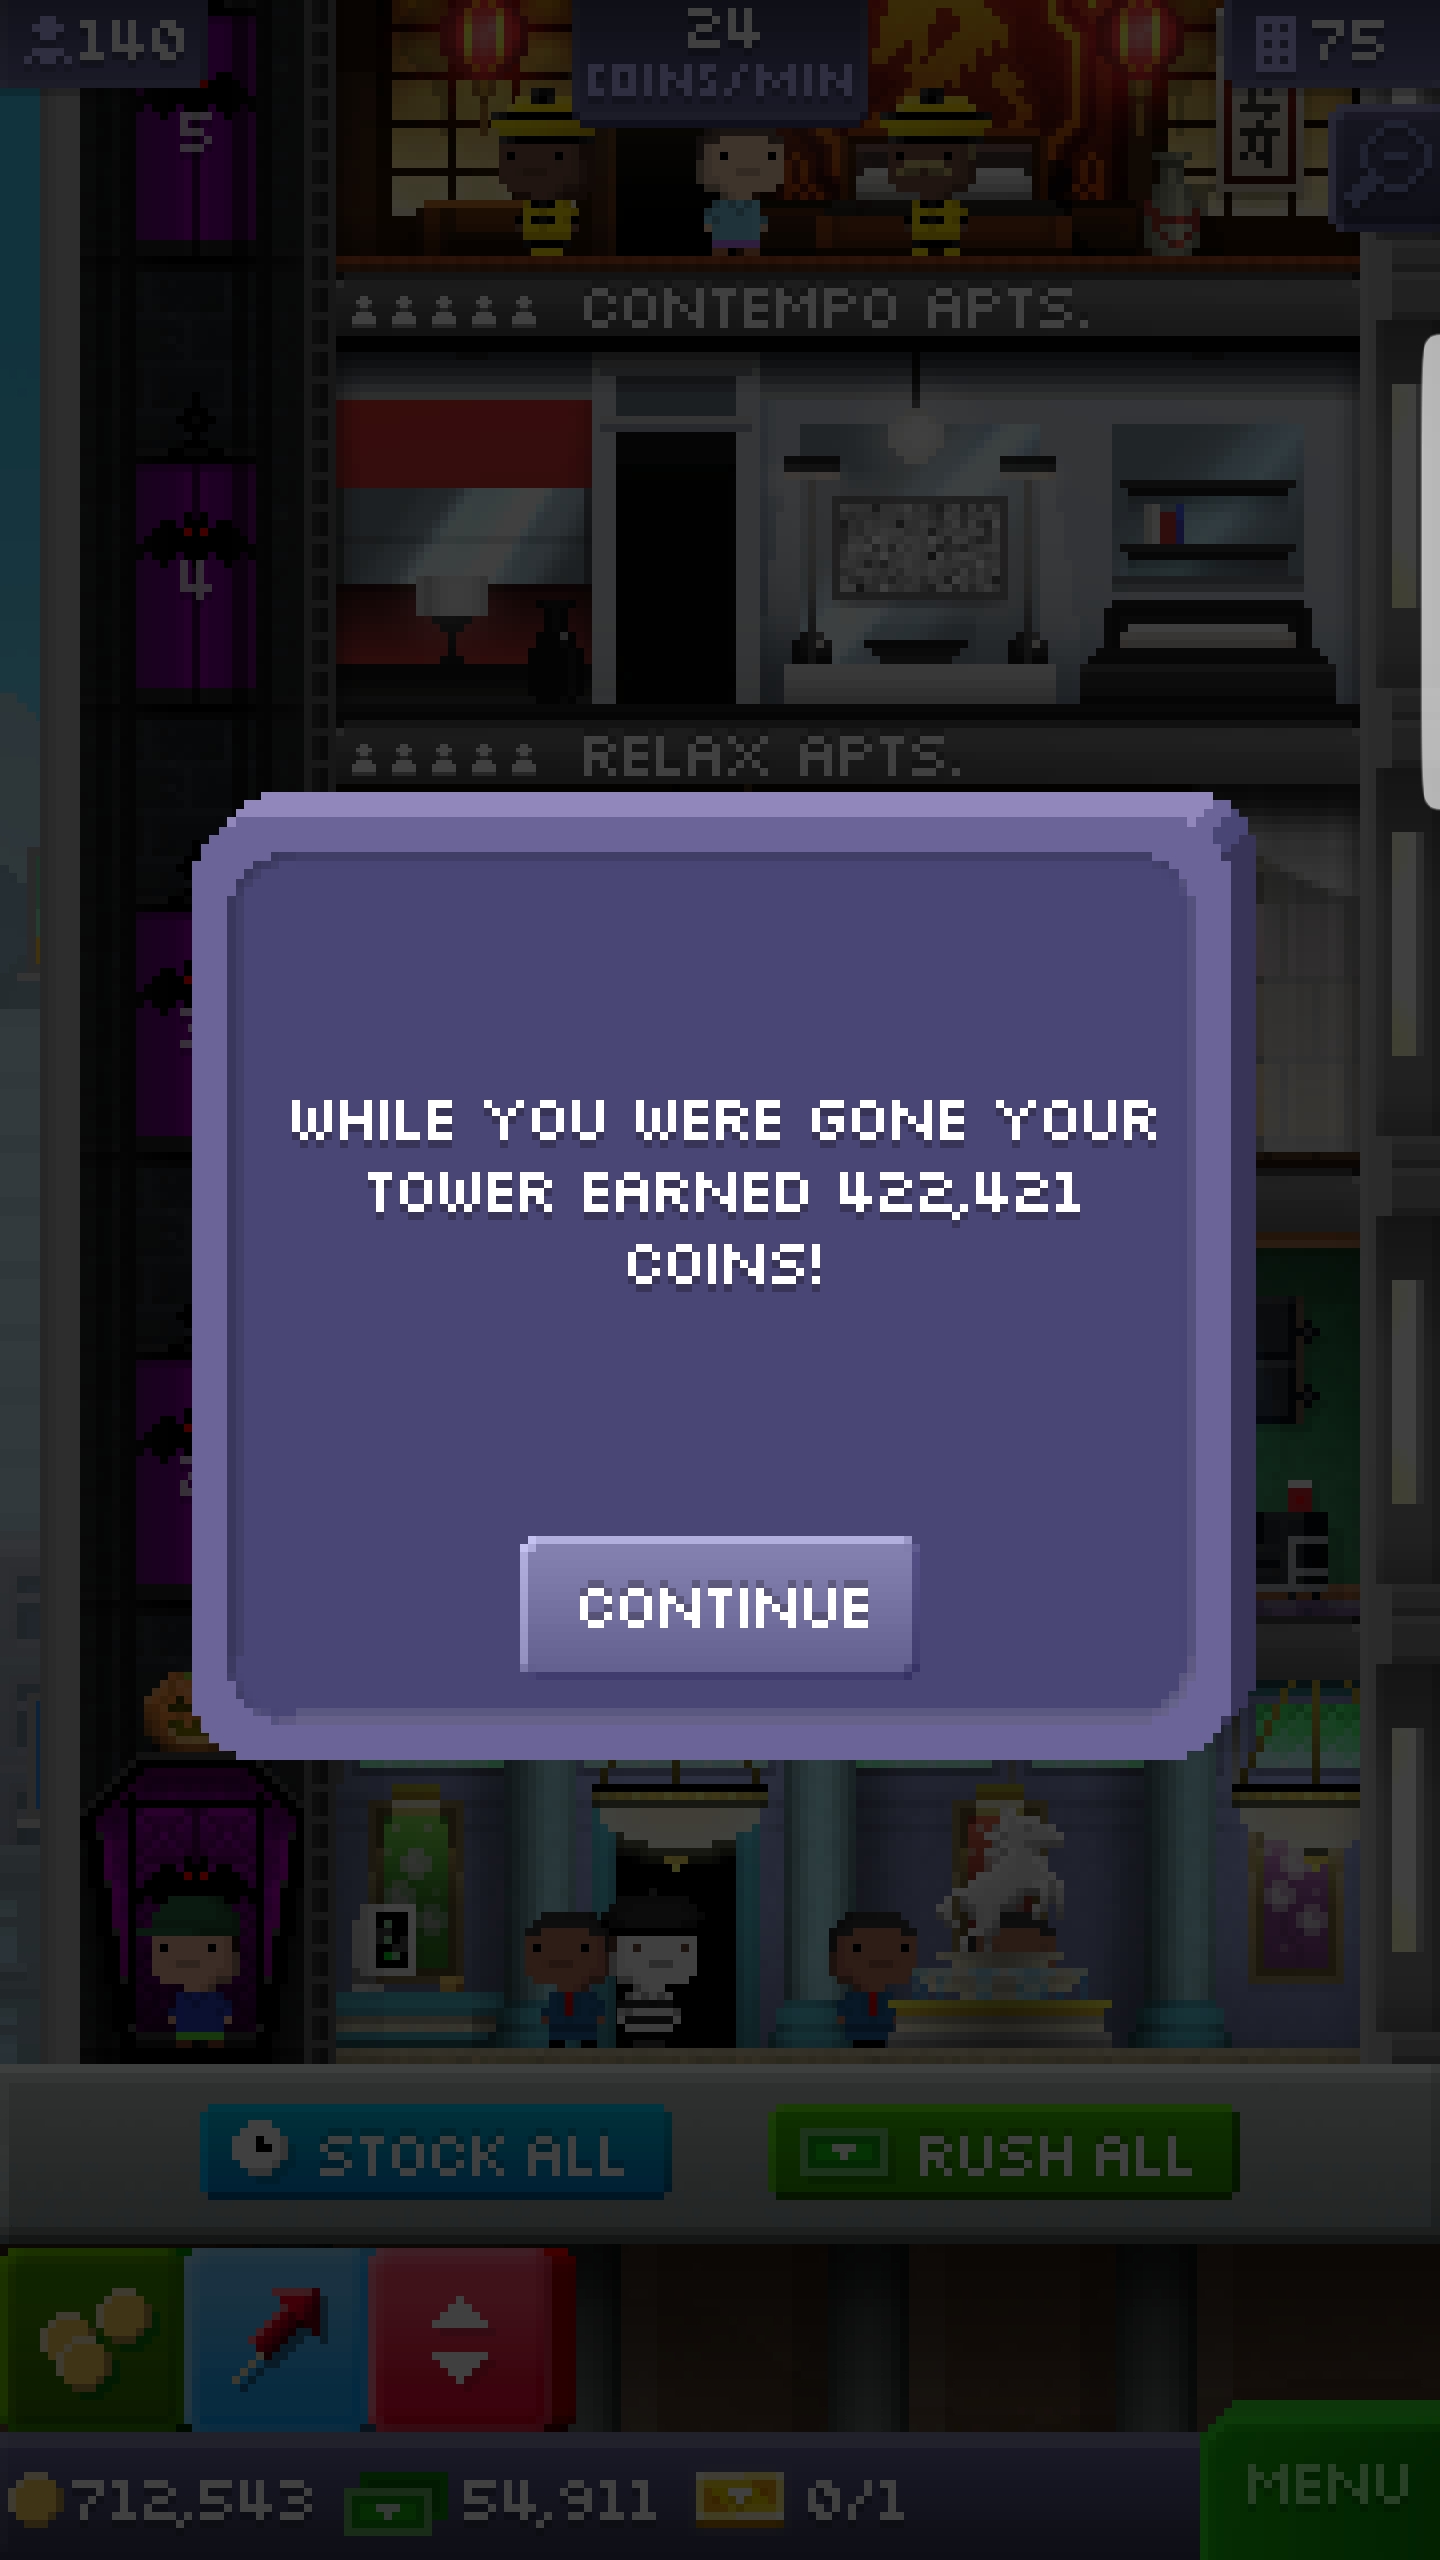 140
24
COINS/MIN
75
5
CONTEMPO APTS.
4
RELAX APTS.
WHILE YOU WERE GONE YOUR
TOWER EARNED 422,421
COINS!
CONTINUE
STOCK ALL
RUSH ALL
712,543
54,911
0/1
MENU